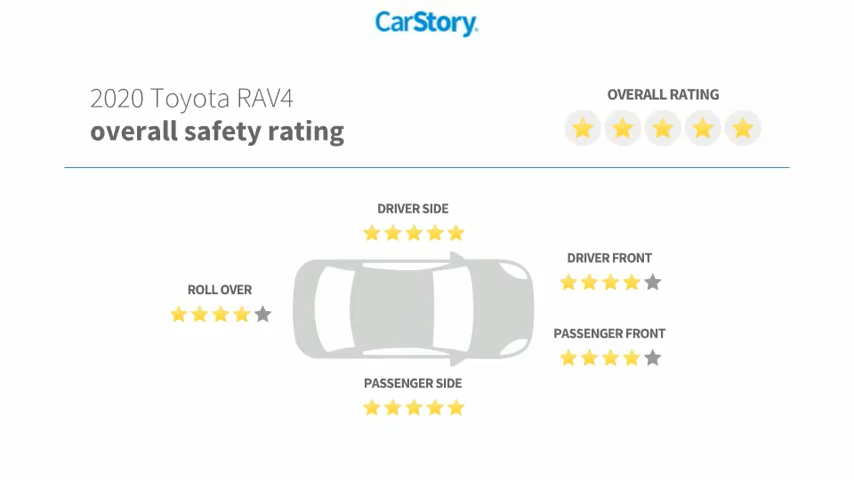 CarStory
2020 Toyota RAV4
overall safety rating
OVERALL RATING
DRIVER SIDE
DRIVER FRONT
ROLL OVER
PASSENGER FRONT
PASSENGER SIDE